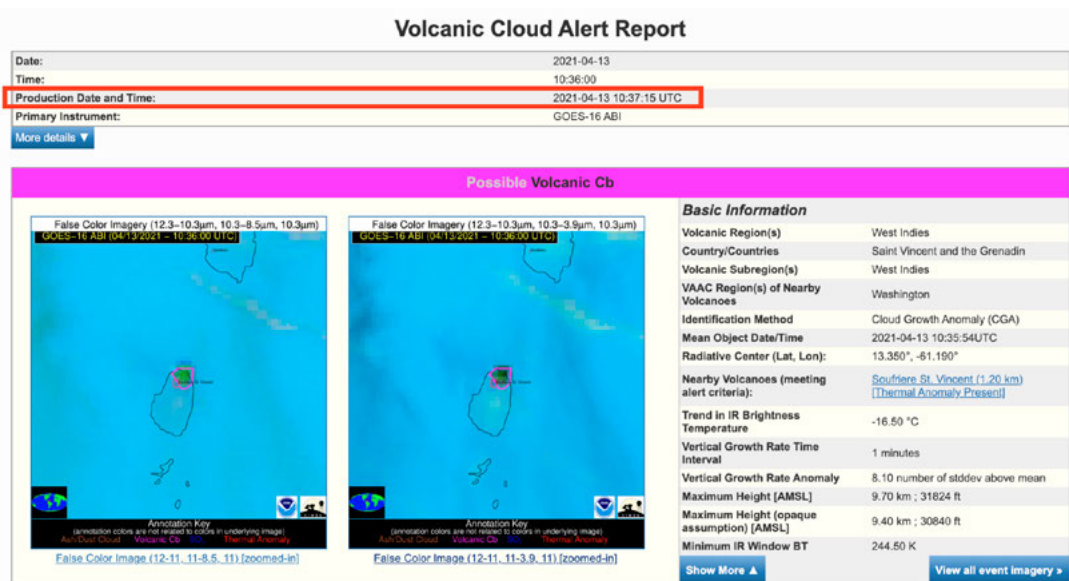 Volcanic Cloud Alert Report
Date: 2021-04-13
Time: 10:36:00
Production Date and Time: 2021-04-13 10:37:15 UTC
Primary Instrument: GOES-16 ABI
More details ▼
Possible Volcanic Cb
False Color Imagery (12.3-10.3µm, 10.3-8.5µm, 10.3µm)
GOES-16 ABI (04/13/2021 - 10:36:00 UTC)
Annotation Key
(annotation colors are not related to colors in underlying image)
Ash/Dust Cloud Volcanic Cb SO₂ Thermal Anomaly
False Color Image (12-11, 11-8.5, 11) [zoomed-in]
False Color Imagery (12.3-10.3µm, 10.3-3.9µm, 10.3µm)
GOES-16 ABI (04/13/2021 - 10:36:00 UTC)
Annotation Key
(annotation colors are not related to colors in underlying image)
Ash/Dust Cloud Volcanic Cb SO₂ Thermal Anomaly
False Color Image (12-11, 11-3.9, 11) [zoomed-in]
Basic Information
Volcanic Region(s) West Indies
Country/Countries Saint Vincent and the Grenadin
Volcanic Subregion(s) West Indies
VAAC Region(s) of Nearby
Volcanoes Washington
Identification Method Cloud Growth Anomaly (CGA)
Mean Object Date/Time 2021-04-13 10:35:54UTC
Radiative Center (Lat, Lon): 13.350°, -61.190°
Nearby Volcanoes (meeting
alert criteria): Soufriere St. Vincent (1.20 km)
[Thermal Anomaly Present]
Trend in IR Brightness
Temperature -16.50 °C
Vertical Growth Rate Time
Interval 1 minutes
Vertical Growth Rate Anomaly 8.10 number of stddev above mean
Maximum Height [AMSL] 9.70 km ; 31824 ft
Maximum Height (opaque
assumption) [AMSL] 9.40 km ; 30840 ft
Minimum IR Window BT 244.50 K
Show More ▲
View all event imagery »